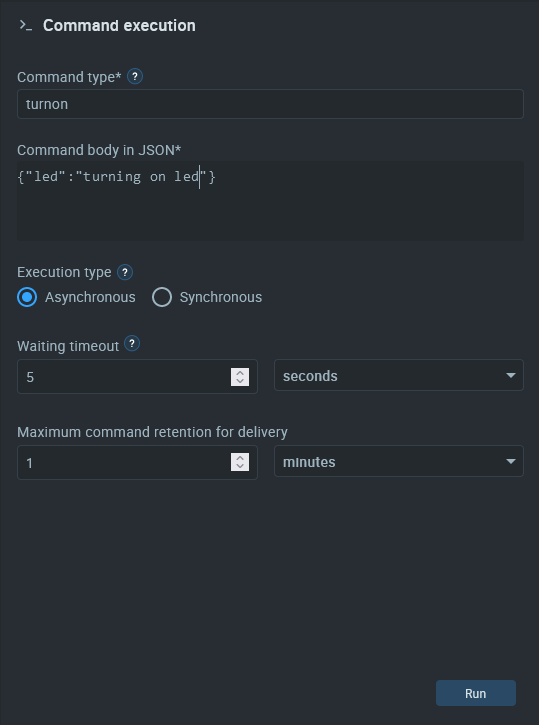 Command execution
Command type* ?
turnon
Command body in JSON*
{"led":"turning on led"}
Execution type ?
Asynchronous Synchronous
Waiting timeout ?
5 seconds
Maximum command retention for delivery
1 minutes
Run